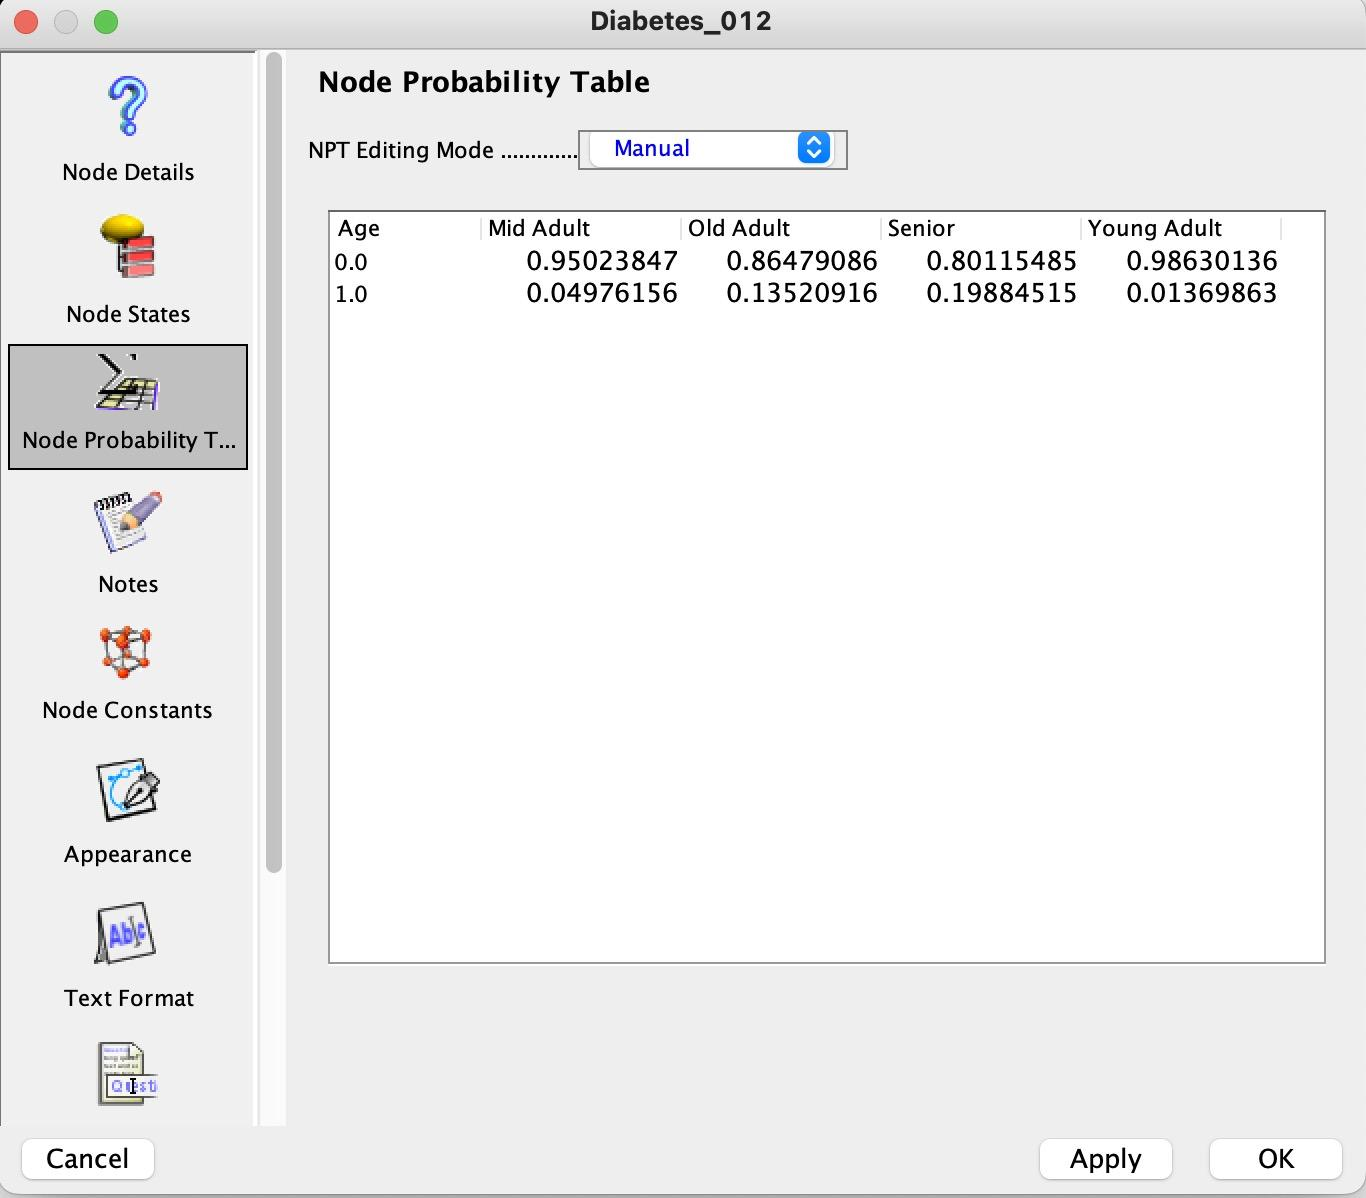 Diabetes_012
Node Details
Node States
Node Probability T...
Notes
Node Constants
Appearance
Abc
Text Format
Questi
Node Probability Table
NPT Editing Mode .............
Manual
Age Mid Adult Old Adult Senior Young Adult
0.0 0.95023847 0.86479086 0.80115485 0.98630136
1.0 0.04976156 0.13520916 0.19884515 0.01369863
Cancel Apply OK